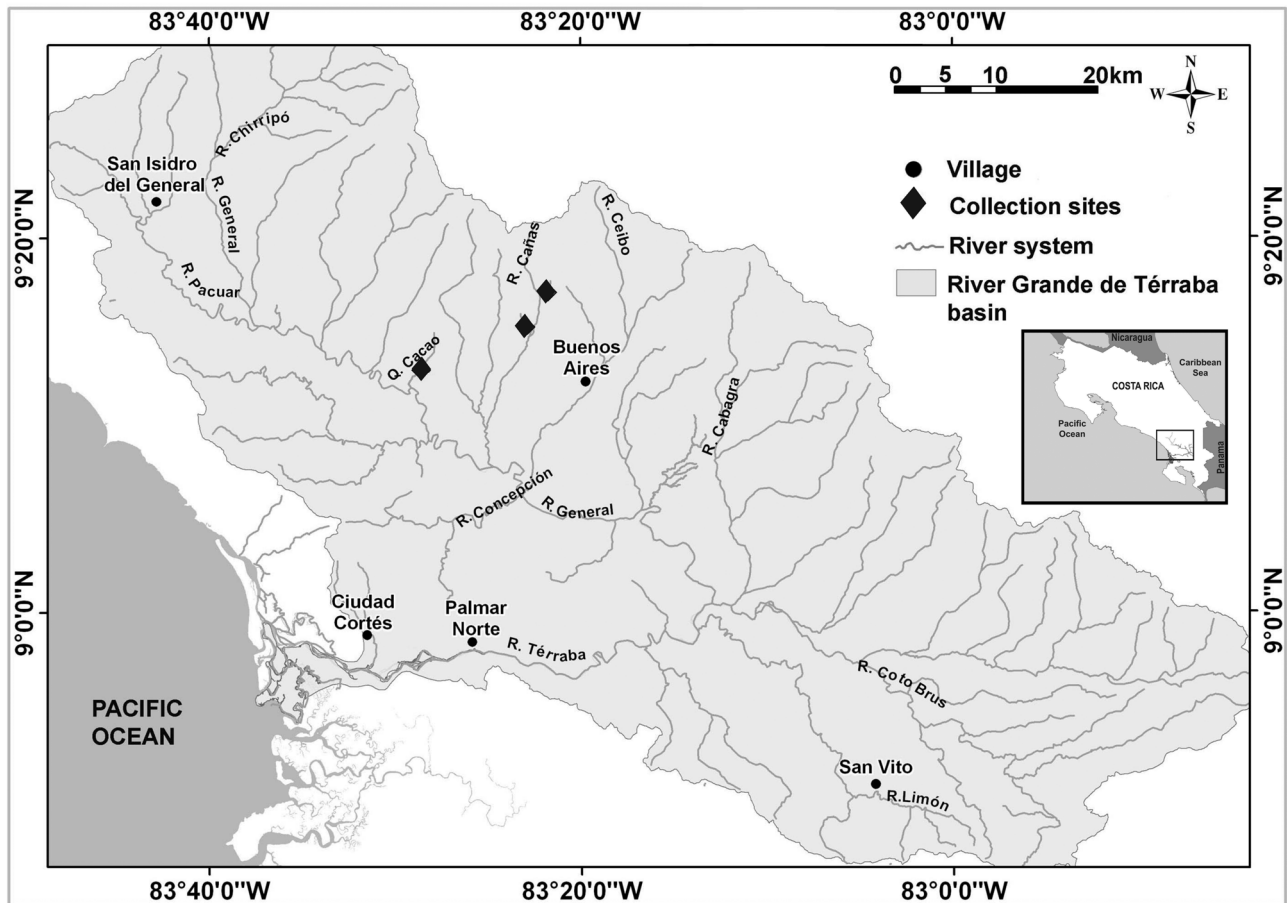 83°40'0"W 83°20'0"W 83°0'0"W
0 5 10 20km
N
W E
S
R. Chirripó
San Isidro
del General
R. General
Village
R. Ceibo
Collection sites
9°20'0"N
R. Cañas
9°20'0"N
River system
R. Pacuar
River Grande de Térraba
basin
Buenos
Aires
Q. Cacao
Nicaragua
Caribbean
Sea
COSTA RICA
Pacific
Ocean
Panama
R. Cabagra
R. Concepción
R. General
9°0'0"N
Ciudad
Cortés
Palmar
Norte
9°0'0"N
R. Térraba
R. Coto Brus
PACIFIC
OCEAN
San Vito
R.Limón
83°40'0"W 83°20'0"W 83°0'0"W